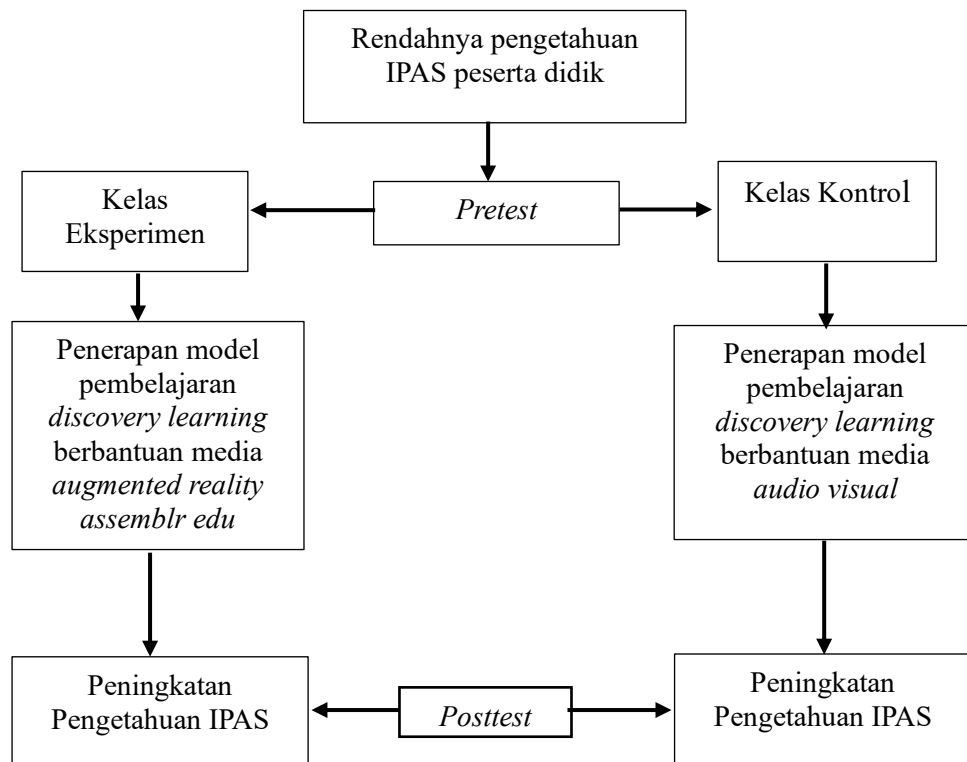 Rendahnya pengetahuan
IPAS peserta didik
Kelas
Eksperimen
Pretest
Kelas Kontrol
Penerapan model
pembelajaran
discovery learning
berbantuan media
augmented reality
assemblr edu
Penerapan model
pembelajaran
discovery learning
berbantuan media
audio visual
Peningkatan
Pengetahuan IPAS
Posttest
Peningkatan
Pengetahuan IPAS